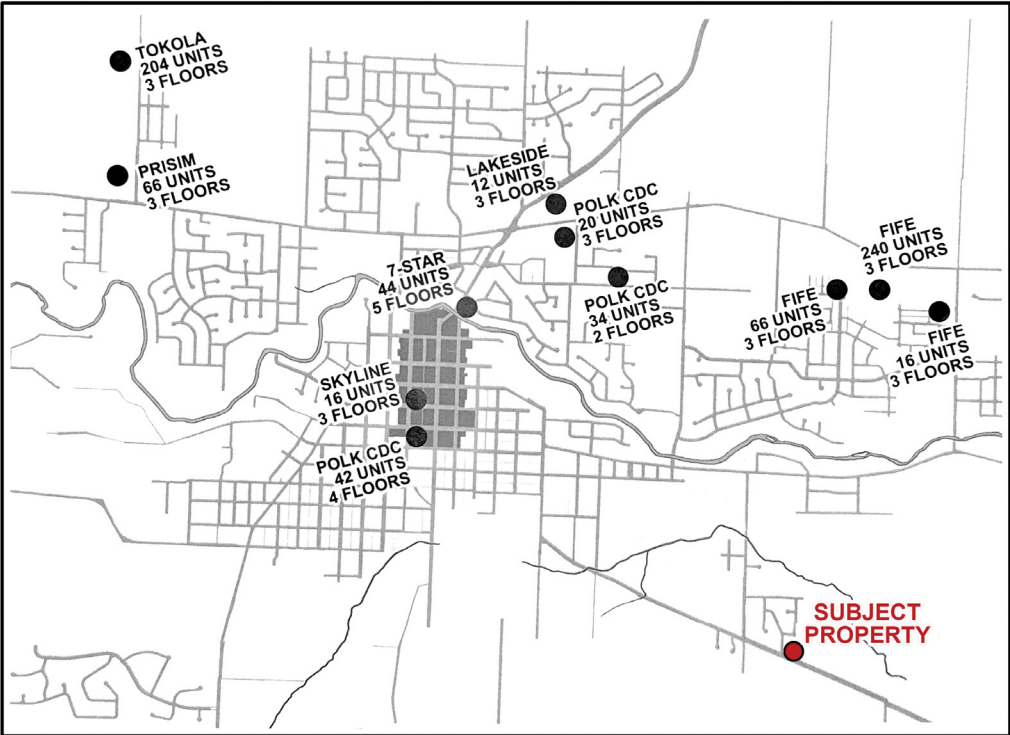 TOKOLA
204 UNITS
3 FLOORS
PRISIM
66 UNITS
3 FLOORS
LAKESIDE
12 UNITS
3 FLOORS
POLK CDC
20 UNITS
3 FLOORS
FIFE
240 UNITS
3 FLOORS
7-STAR
44 UNITS
5 FLOORS
POLK CDC
34 UNITS
2 FLOORS
FIFE
66 UNITS
3 FLOORS
FIFE
16 UNITS
3 FLOORS
SKYLINE
16 UNITS
3 FLOORS
POLK CDC
42 UNITS
4 FLOORS
SUBJECT
PROPERTY